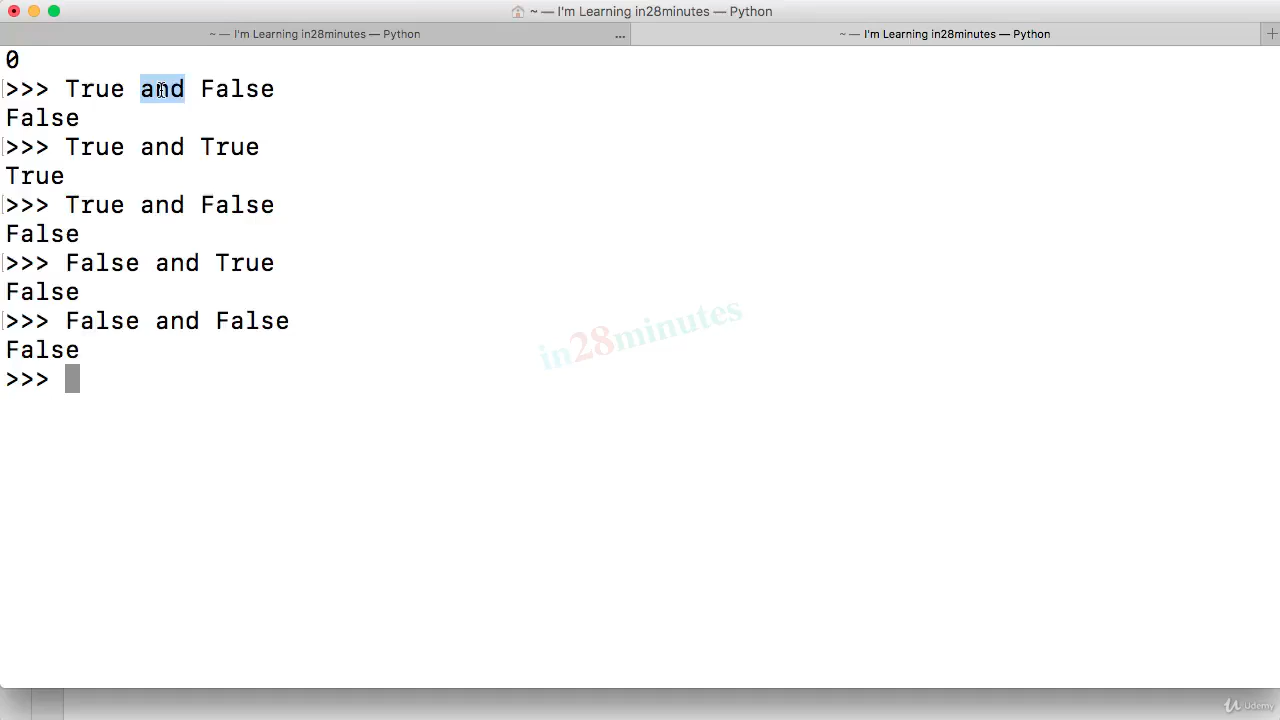 ~ — I'm Learning in28minutes — Python
~ — I'm Learning in28minutes — Python ... ~ — I'm Learning in28minutes — Python +
0
>>> True and False
False
>>> True and True
True
>>> True and False
False
>>> False and True
False
>>> False and False
False
>>>
in28minutes
Udemy